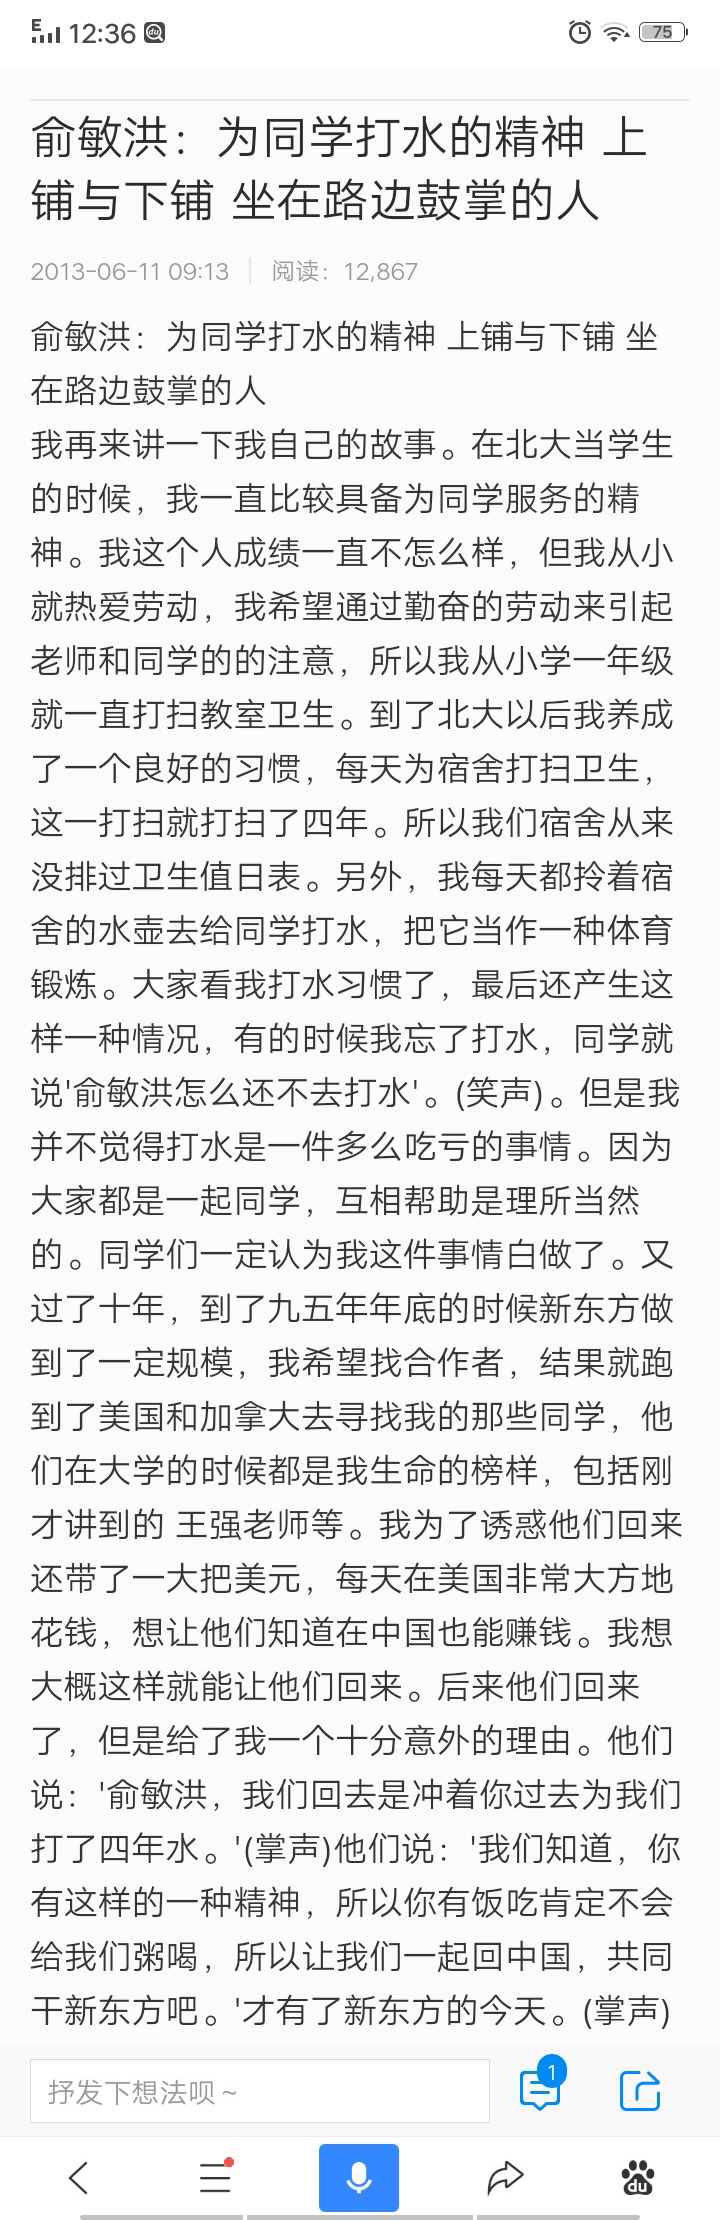 E
12:36
75
俞敏洪：为同学打水的精神 上
铺与下铺 坐在路边鼓掌的人
2013-06-11 09:13 阅读：12,867
俞敏洪：为同学打水的精神 上铺与下铺 坐
在路边鼓掌的人
我再来讲一下我自己的故事。在北大当学生
的时候，我一直比较具备为同学服务的精
神。我这个人成绩一直不怎么样，但我从小
就热爱劳动，我希望通过勤奋的劳动来引起
老师和同学的的注意，所以我从小学一年级
就一直打扫教室卫生。到了北大以后我养成
了一个良好的习惯，每天为宿舍打扫卫生，
这一打扫就打扫了四年。所以我们宿舍从来
没排过卫生值日表。另外，我每天都拎着宿
舍的水壶去给同学打水，把它当作一种体育
锻炼。大家看我打水习惯了，最后还产生这
样一种情况，有的时候我忘了打水，同学就
说'俞敏洪怎么还不去打水'。(笑声)。但是我
并不觉得打水是一件多么吃亏的事情。因为
大家都是一起同学，互相帮助是理所当然
的。同学们一定认为我这件事情白做了。又
过了十年，到了九五年年底的时候新东方做
到了一定规模，我希望找合作者，结果就跑
到了美国和加拿大去寻找我的那些同学，他
们在大学的时候都是我生命的榜样，包括刚
才讲到的 王强老师等。我为了诱惑他们回来
还带了一大把美元，每天在美国非常大方地
花钱，想让他们知道在中国也能赚钱。我想
大概这样就能让他们回来。后来他们回来
了，但是给了我一个十分意外的理由。他们
说：'俞敏洪，我们回去是冲着你过去为我们
打了四年水。'(掌声)他们说：'我们知道，你
有这样的一种精神，所以你有饭吃肯定不会
给我们粥喝，所以让我们一起回中国，共同
干新东方吧。'才有了新东方的今天。(掌声)
抒发下想法呗~
1
du